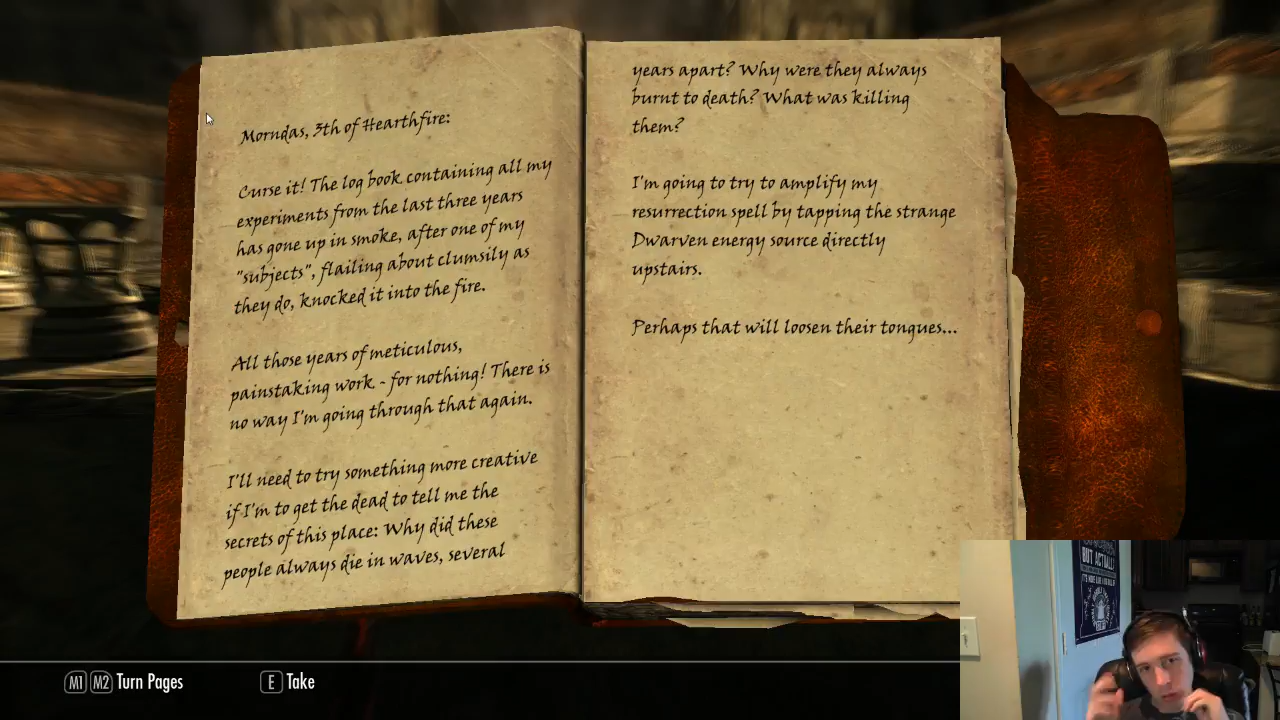 Morndas, 3th of Hearthfire:
Curse it! The log book containing all my
experiments from the last three years
has gone up in smoke, after one of my
"subjects", flailing about clumsily as
they do, knocked it into the fire.
All those years of meticulous,
painstaking work - for nothing! There is
no way I'm going through that again.
I'll need to try something more creative
if I'm to get the dead to tell me the
secrets of this place: Why did these
people always die in waves, several
years apart? Why were they always
burnt to death? What was killing
them?
I'm going to try to amplify my
resurrection spell by tapping the strange
Dwarven energy source directly
upstairs.
Perhaps that will loosen their tongues...
M1 M2 Turn Pages
E Take
BUT ACTUALLY